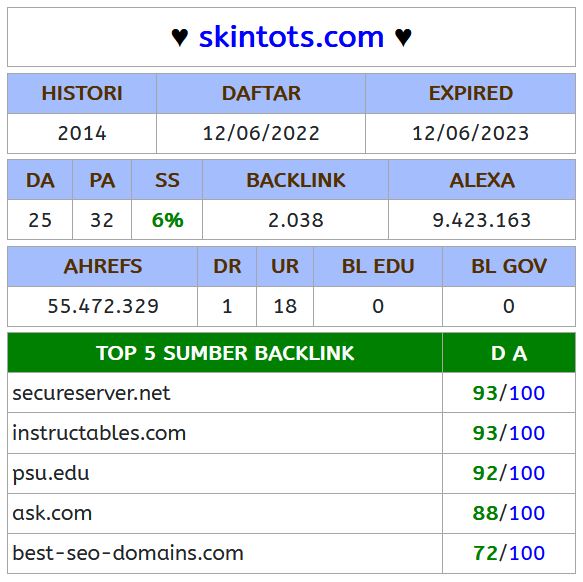 ♥ skintots.com ♥
HISTORI DAFTAR EXPIRED
2014 12/06/2022 12/06/2023
DA PA SS BACKLINK ALEXA
25 32 6% 2.038 9.423.163
AHREFS DR UR BL EDU BL GOV
55.472.329 1 18 0 0
TOP 5 SUMBER BACKLINK D A
secureserver.net 93/100
instructables.com 93/100
psu.edu 92/100
ask.com 88/100
best-seo-domains.com 72/100